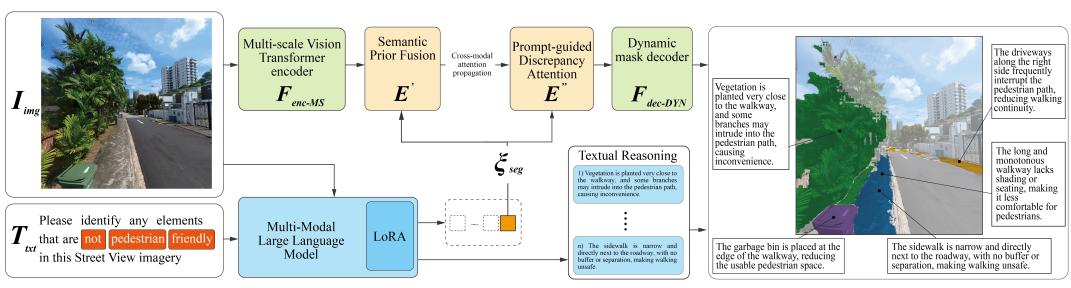 I img
T txt
Please identify any elements
that are not pedestrian friendly
in this Street View imagery
Multi-scale Vision
Transformer
encoder
F enc-MS
Semantic
Prior Fusion
E'
Cross-modal
attention
propagation
Prompt-guided
Discrepancy
Attention
E"
Dynamic
mask decoder
F dec-DYN
ξ seg
Multi-Modal
Large Language
Model
LoRA
...
Textual Reasoning
1) Vegetation is planted very close to
the walkway, and some branches may
intrude into the pedestrian path,
causing inconvenience.
n) The sidewalk is narrow and directly
next to the roadway, with no buffer
or separation, making walking
unsafe.
Vegetation is
planted very close
to the walkway,
and some
branches may
intrude into the
pedestrian path,
causing
inconvenience.
The driveways
along the right
side frequently
interrupt the
pedestrian path,
reducing walking
continuity.
The long and
monotonous
walkway lacks
shading or
seating, making
it less
comfortable for
pedestrians.
The garbage bin is placed at the
edge of the walkway, reducing
the usable pedestrian space.
The sidewalk is narrow and directly
next to the roadway, with no buffer or
separation, making walking unsafe.